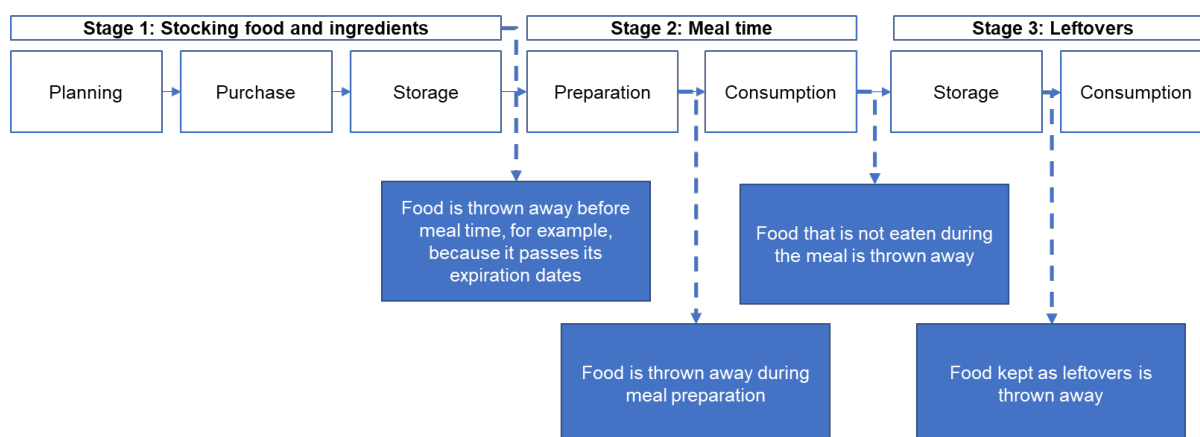 Stage 1: Stocking food and ingredients
Stage 2: Meal time
Stage 3: Leftovers
Planning
Purchase
Storage
Preparation
Consumption
Storage
Consumption
Food is thrown away before
meal time, for example,
because it passes its
expiration dates
Food that is not eaten during
the meal is thrown away
Food is thrown away during
meal preparation
Food kept as leftovers is
thrown away